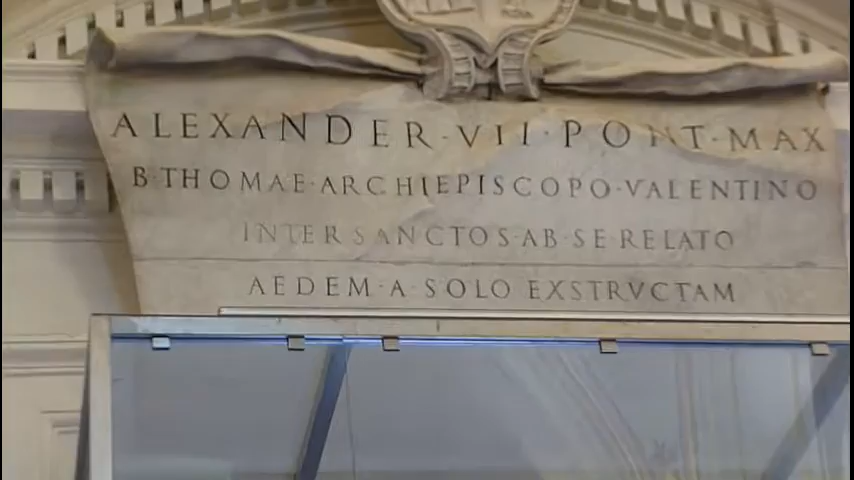 ALEXANDER·VII·PONT·MAX
B·THOMAE·ARCHIEPISCOPO·VALENTINO
INTER SANCTOS·AB·SE·RELATO
AEDEM·A·SOLO EXSTRVCTAM